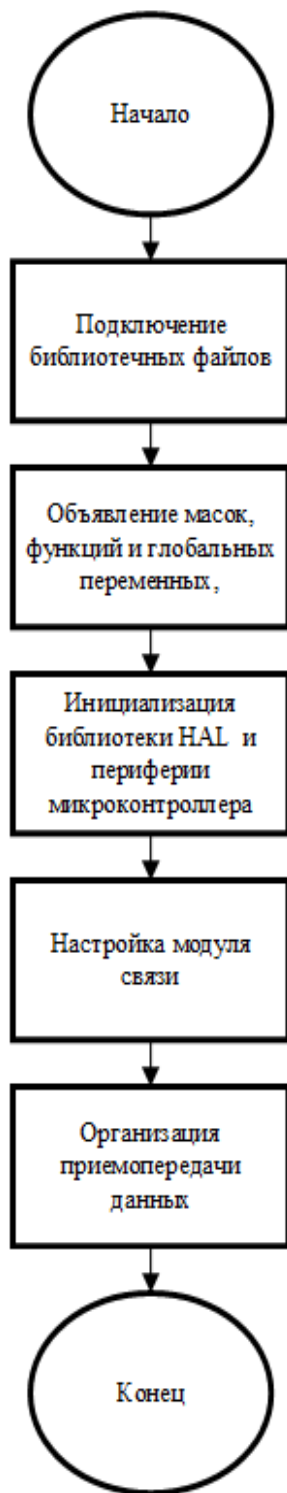 Начало
Подключение
библиотечных файлов
Объявление масок,
функций и глобальных
переменных,
Инициализация
библиотеки HAL и
периферии
микроконтроллера
Настройка модуля
связи
Организация
приемопередачи
данных
Конец